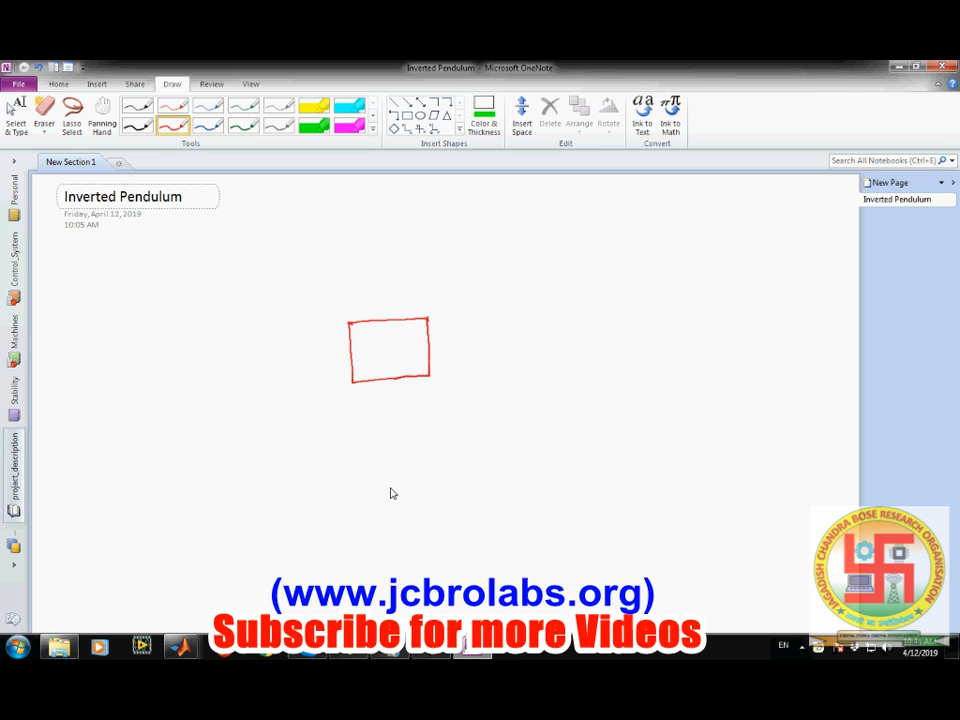 Inverted Pendulum - Microsoft OneNote
File Home Insert Share Draw Review View
Select & Type
Eraser
Lasso Select
Panning Hand
Color & Thickness
Insert Space
Delete
Arrange
Rotate
Ink to Text
Ink to Math
Tools Insert Shapes Edit Convert
New Section 1
Search All Notebooks (Ctrl+E)
New Page
Inverted Pendulum
Inverted Pendulum
Friday, April 12, 2019
10:05 AM
Personal
Control_System
Machines
Stability
project_description
JAGADISH CHANDRA BOSE RESEARCH ORGANISATION
(www.jcbrolabs.org)
Subscribe for more Videos
EN
4/12/2019